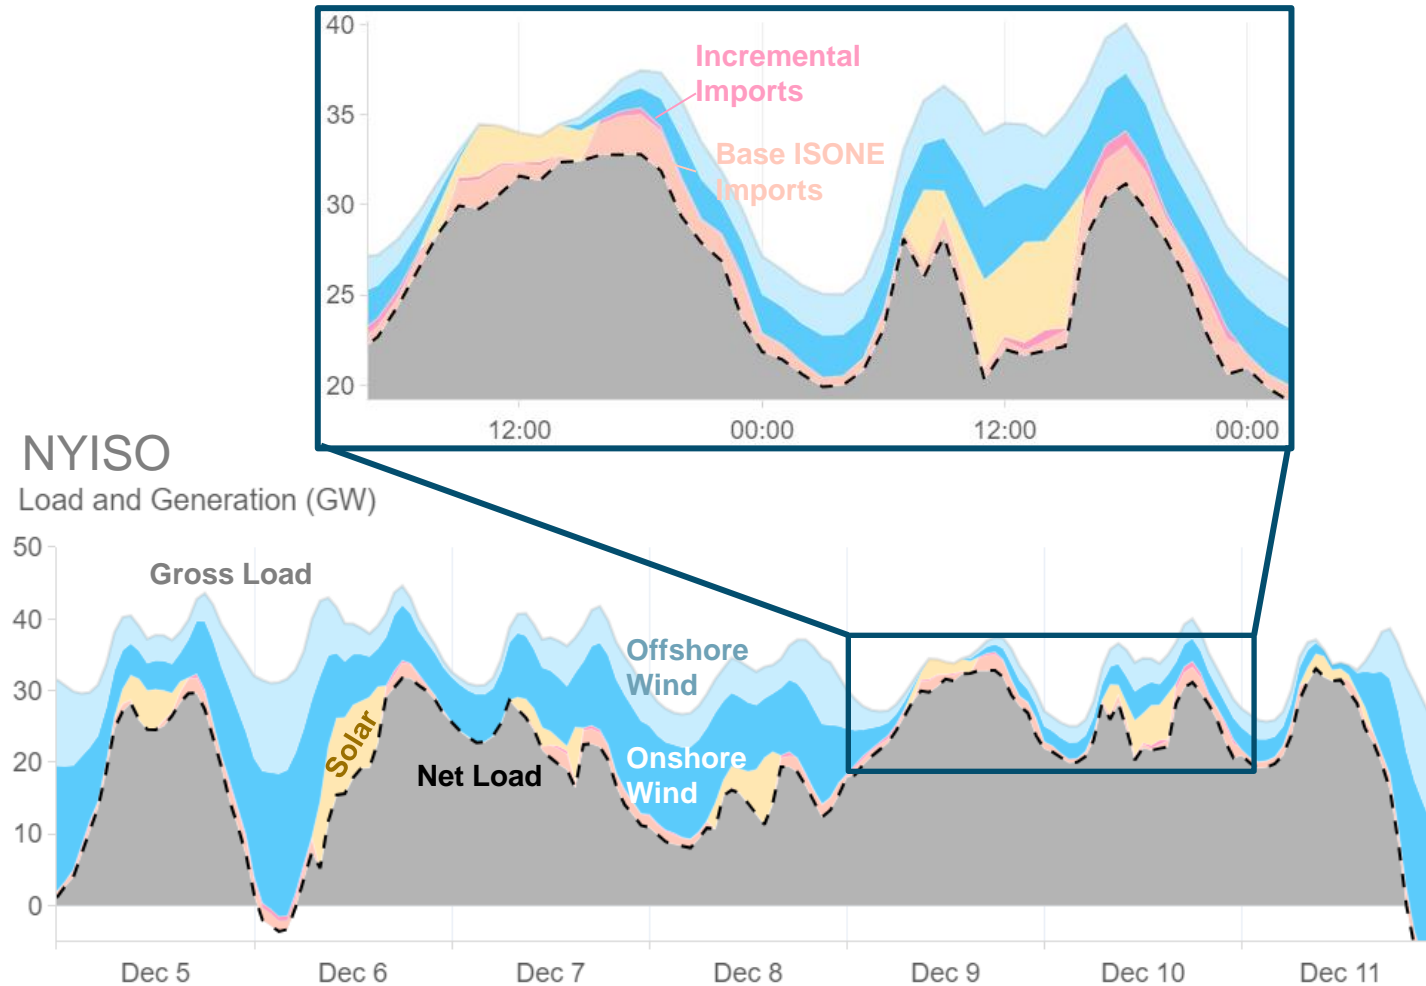 40
Incremental
Imports
35
Base ISONE
Imports
30
25
20
12:00 00:00 12:00 00:00
NYISO
Load and Generation (GW)
50
Gross Load
40
Offshore
Wind
30
Solar
Net Load
Onshore
Wind
20
10
0
Dec 5 Dec 6 Dec 7 Dec 8 Dec 9 Dec 10 Dec 11